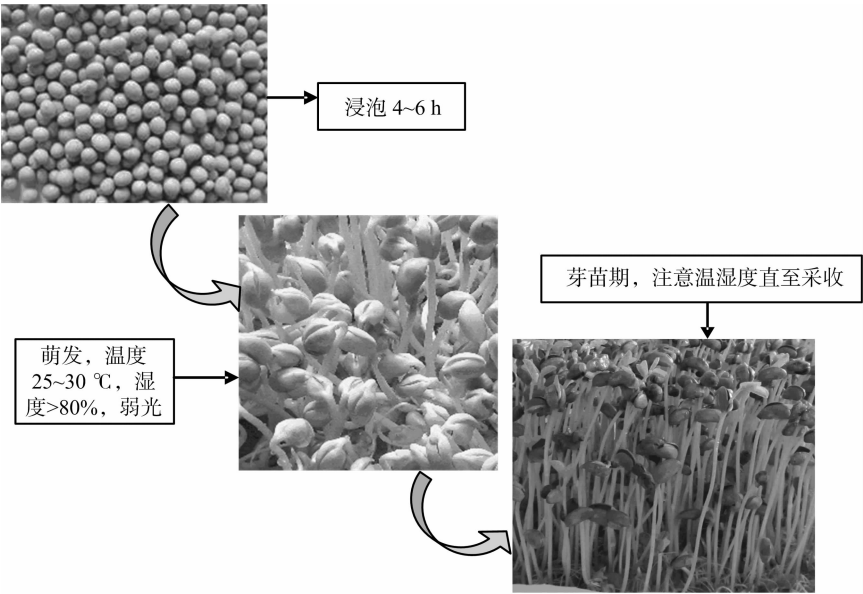 浸泡 4~6 h
芽苗期，注意温湿度直至采收
萌发，温度
25~30 ℃，湿
度>80%，弱光